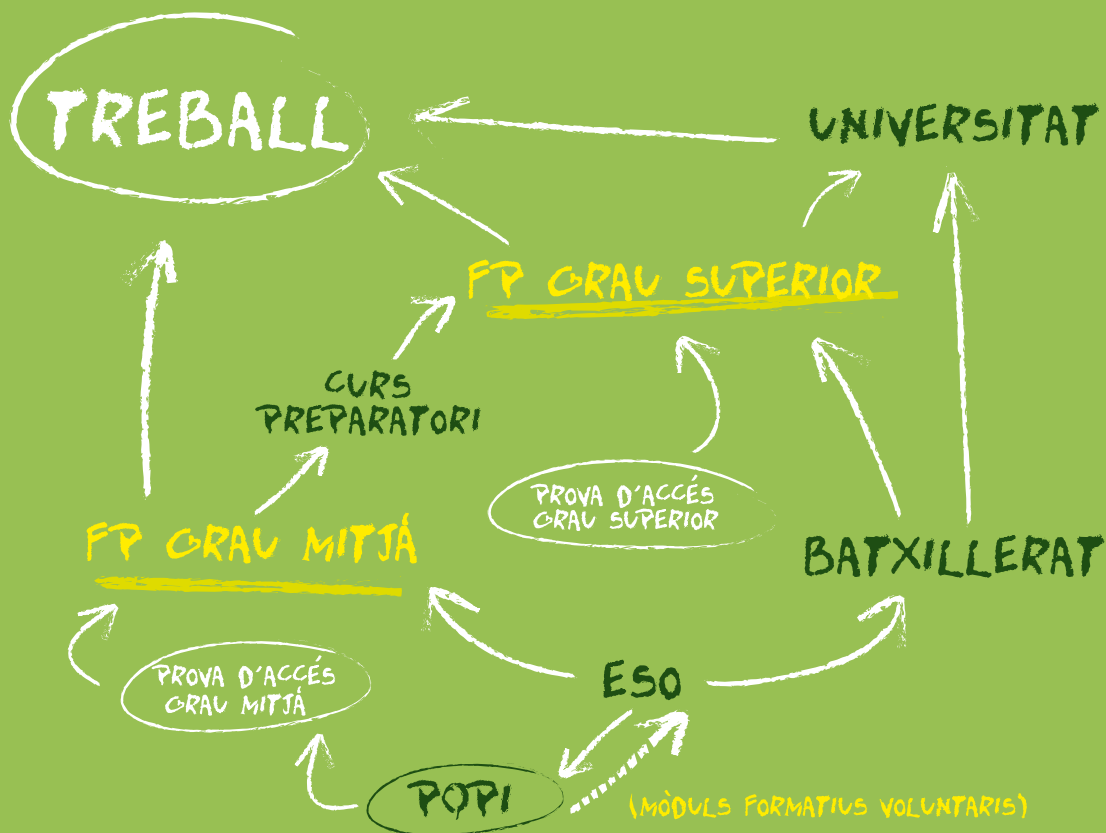 TREBALL
UNIVERSITAT
FP GRAU SUPERIOR
CURS
PREPARATORI
PROVA D'ACCÉS
GRAU SUPERIOR
FP GRAU MITJÁ
BATXILLERAT
PROVA D'ACCÉS
GRAU MITJÁ
ESO
PQPI
(MÒDULS FORMATIUS VOLUNTARIS)